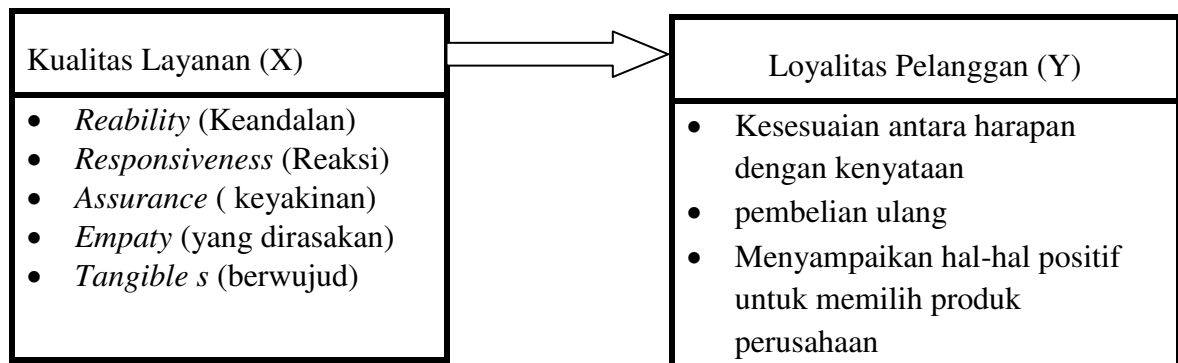 Kualitas Layanan (X)
• Reability (Keandalan)
• Responsiveness (Reaksi)
• Assurance ( keyakinan)
• Empaty (yang dirasakan)
• Tangible s (berwujud)
Loyalitas Pelanggan (Y)
• Kesesuaian antara harapan
dengan kenyataan
• pembelian ulang
• Menyampaikan hal-hal positif
untuk memilih produk
perusahaan